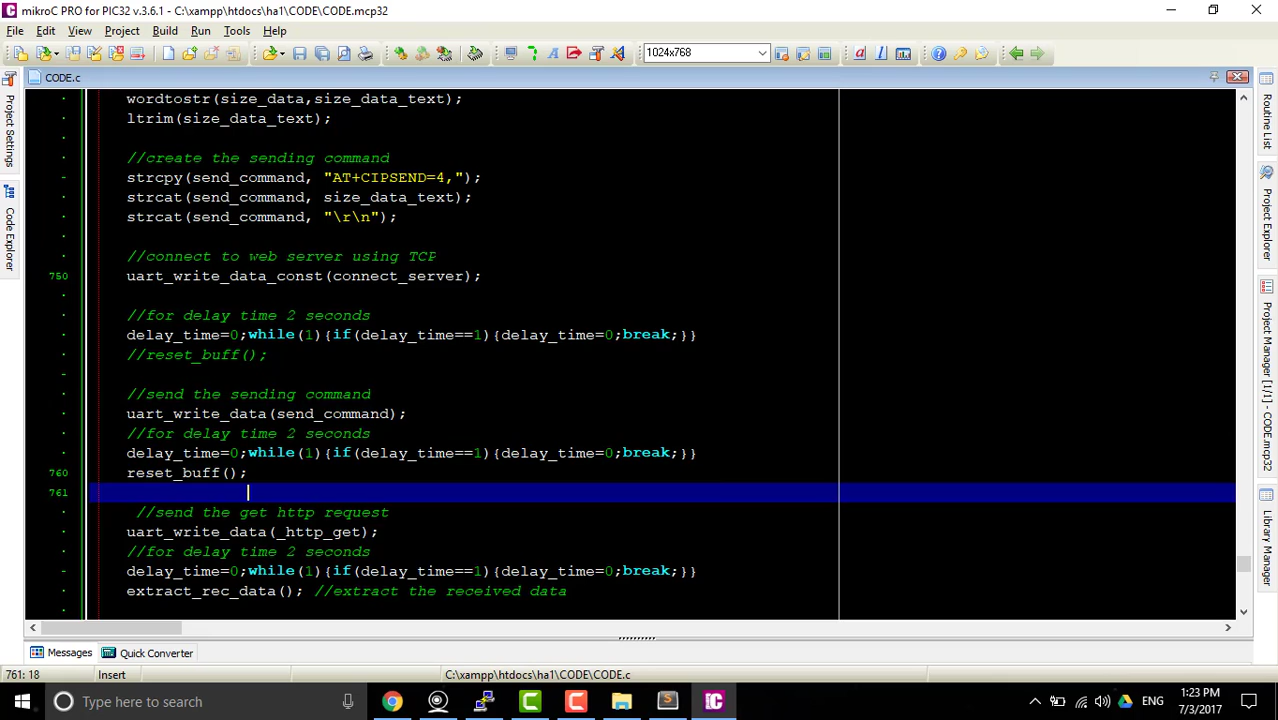 mikroC PRO for PIC32 v.3.6.1 - C:\xampp\htdocs\ha1\CODE\CODE.mcp32
File Edit View Project Build Run Tools Help
1024x768
CODE.c
wordtostr(size_data,size_data_text);
ltrim(size_data_text);
//create the sending command
strcpy(send_command, "AT+CIPSEND=4,");
strcat(send_command, size_data_text);
strcat(send_command, "\r\n");
//connect to web server using TCP
750 uart_write_data_const(connect_server);
//for delay time 2 seconds
delay_time=0;while(1){if(delay_time==1){delay_time=0;break;}}
//reset_buff();
//send the sending command
uart_write_data(send_command);
//for delay time 2 seconds
delay_time=0;while(1){if(delay_time==1){delay_time=0;break;}}
760 reset_buff();
761
//send the get http request
uart_write_data(_http_get);
//for delay time 2 seconds
delay_time=0;while(1){if(delay_time==1){delay_time=0;break;}}
extract_rec_data(); //extract the received data
Project Settings
Code Explorer
Routine List
Project Explorer
Project Manager [1/1] - CODE.mcp32
Library Manager
Messages Quick Converter
761: 18 Insert C:\xampp\htdocs\ha1\CODE\CODE.c
Type here to search
ENG
1:23 PM
7/3/2017